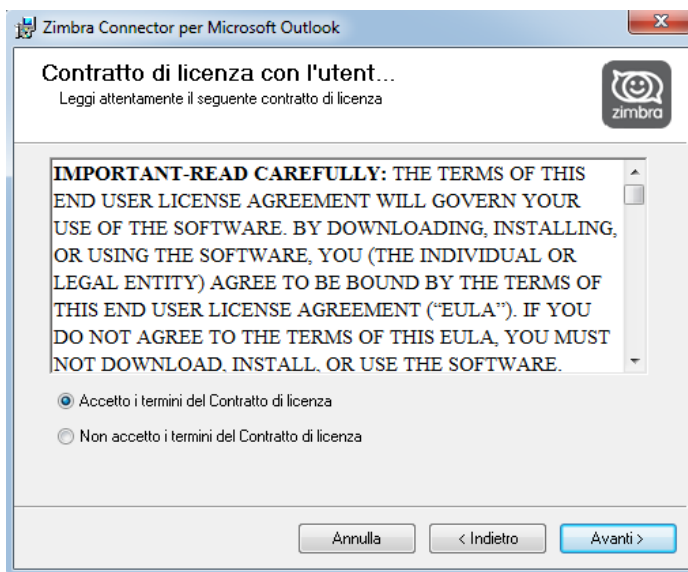 Zimbra Connector per Microsoft Outlook
Contratto di licenza con l'utent...
Leggi attentamente il seguente contratto di licenza
zimbra
IMPORTANT-READ CAREFULLY: THE TERMS OF THIS
END USER LICENSE AGREEMENT WILL GOVERN YOUR
USE OF THE SOFTWARE. BY DOWNLOADING, INSTALLING,
OR USING THE SOFTWARE, YOU (THE INDIVIDUAL OR
LEGAL ENTITY) AGREE TO BE BOUND BY THE TERMS OF
THIS END USER LICENSE AGREEMENT (“EULA”). IF YOU
DO NOT AGREE TO THE TERMS OF THIS EULA, YOU MUST
NOT DOWNLOAD, INSTALL, OR USE THE SOFTWARE.
Accetto i termini del Contratto di licenza
Non accetto i termini del Contratto di licenza
Annulla
< Indietro
Avanti >